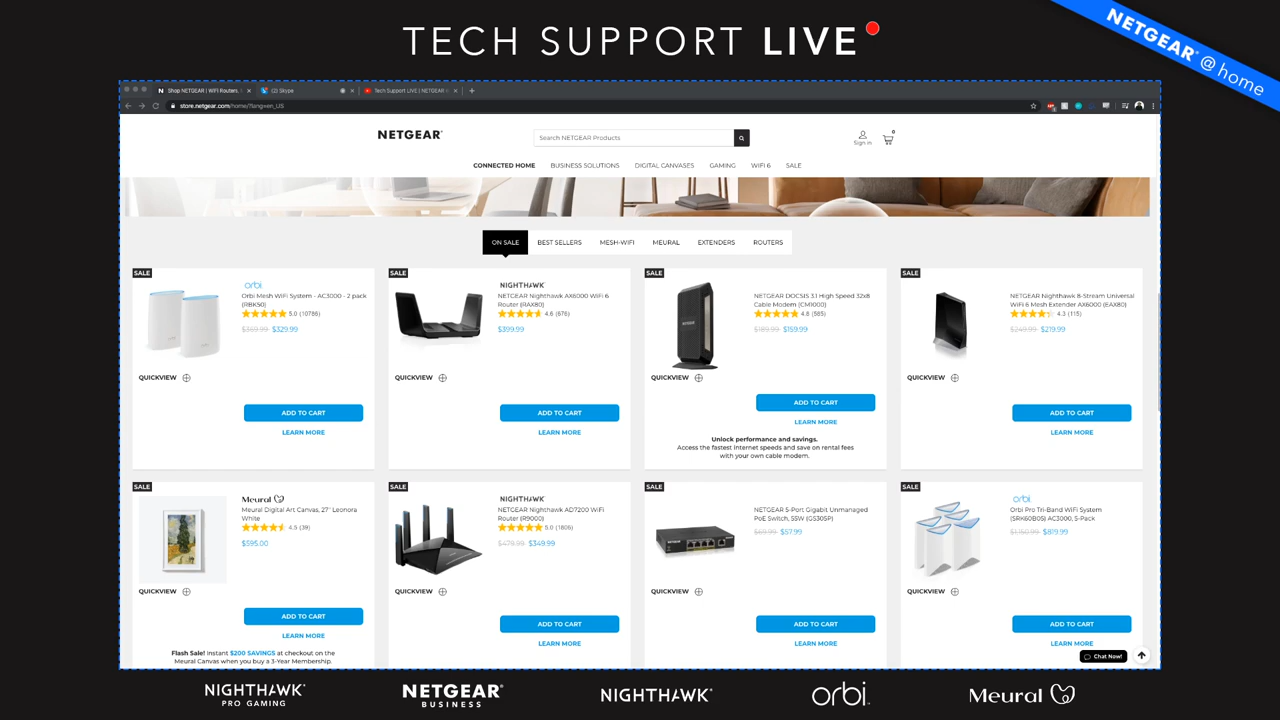 TECH SUPPORT LIVE
NETGEAR® @ home
Shop NETGEAR | WiFi Routers, S
Skype
Tech Support LIVE | NETGEAR
store.netgear.com/home/?lang=en_US
NETGEAR®
Search NETGEAR Products
Sign in
0
CONNECTED HOME
BUSINESS SOLUTIONS
DIGITAL CANVASES
GAMING
WIFI 6
SALE
ON SALE
BEST SELLERS
MESH-WIFI
MEURAL
EXTENDERS
ROUTERS
SALE
orbi
Orbi Mesh WiFi System - AC3000 - 2 pack
(RBK50)
5.0 (10786)
$329.99
QUICKVIEW
ADD TO CART
LEARN MORE
SALE
NIGHTHAWK
NETGEAR Nighthawk AX6000 WIFI 6
Router (RAX80)
4.6 (576)
$399.99
QUICKVIEW
ADD TO CART
LEARN MORE
SALE
NETGEAR DOCSIS 3.1 High Speed 32x8
Cable Modem (CM1000)
4.8 (585)
$189.99 $159.99
QUICKVIEW
ADD TO CART
LEARN MORE
Unlock performance and savings.
Access the fastest Internet speeds and save on rental fees
with your own cable modem.
SALE
NETGEAR Nighthawk 8-Stream Universal
WiFi 6 Mesh Extender AX6000 (EAX80)
4.3 (115)
$249.99 $219.99
QUICKVIEW
ADD TO CART
LEARN MORE
SALE
Meural
Meural Digital Art Canvas, 27" Leonora
White
4.5 (39)
$595.00
QUICKVIEW
ADD TO CART
LEARN MORE
Flash Sale! Instant $200 SAVINGS at checkout on the
Meural Canvas when you buy a 3-Year Membership.
SALE
NIGHTHAWK
NETGEAR Nighthawk AD7200 WiFi
Router (R9000)
5.0 (1806)
$479.99 $349.99
QUICKVIEW
ADD TO CART
LEARN MORE
SALE
NETGEAR 5-Port Gigabit Unmanaged
PoE Switch, 55W (GS305P)
$69.99 $57.99
QUICKVIEW
ADD TO CART
LEARN MORE
SALE
orbi
Orbi Pro Tri-Band WiFi System
(SRK60B05) AC3000, 5-Pack
$1,150.99 $819.99
QUICKVIEW
ADD TO CART
LEARN MORE
Chat Now!
NIGHTHAWK®
PRO GAMING
NETGEAR®
BUSINESS
NIGHTHAWK®
orbi™
Meural